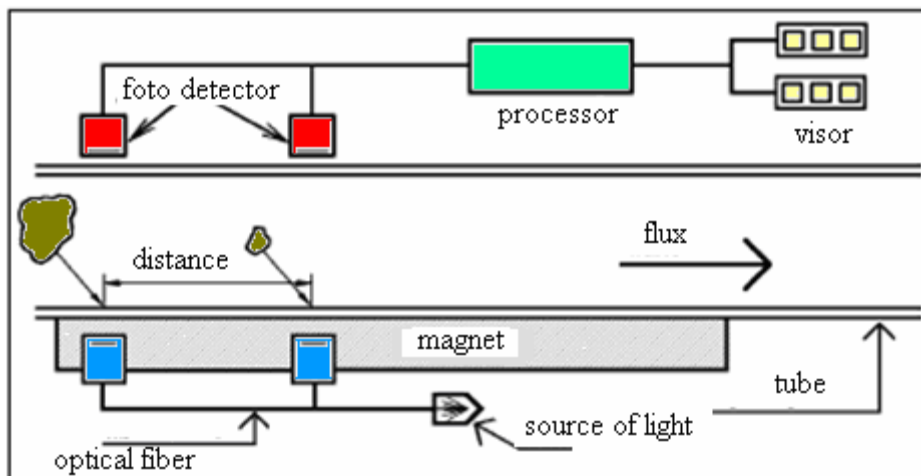 foto detector
processor
visor
flux
distance
magnet
tube
source of light
optical fiber